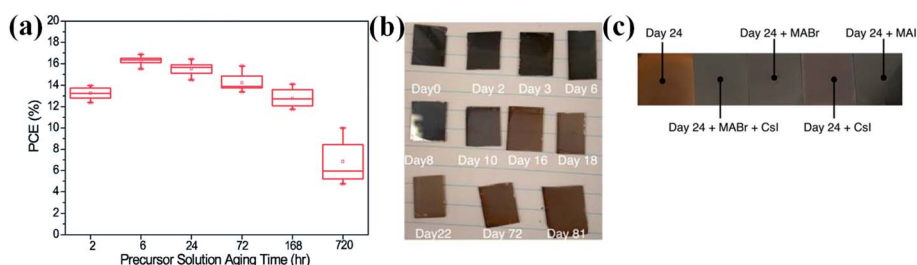 (a)
20
18
16
14
12
10
8
6
4
2
0
PCE (%)
2 6 24 72 168 720
Precursor Solution Aging Time (hr)
(b)
Day0 Day 2 Day 3 Day 6
Day8 Day 10 Day 16 Day 18
Day22 Day 72 Day 81
(c)
Day 24 Day 24 + MABr Day 24 + MAI
Day 24 + MABr + CsI Day 24 + CsI